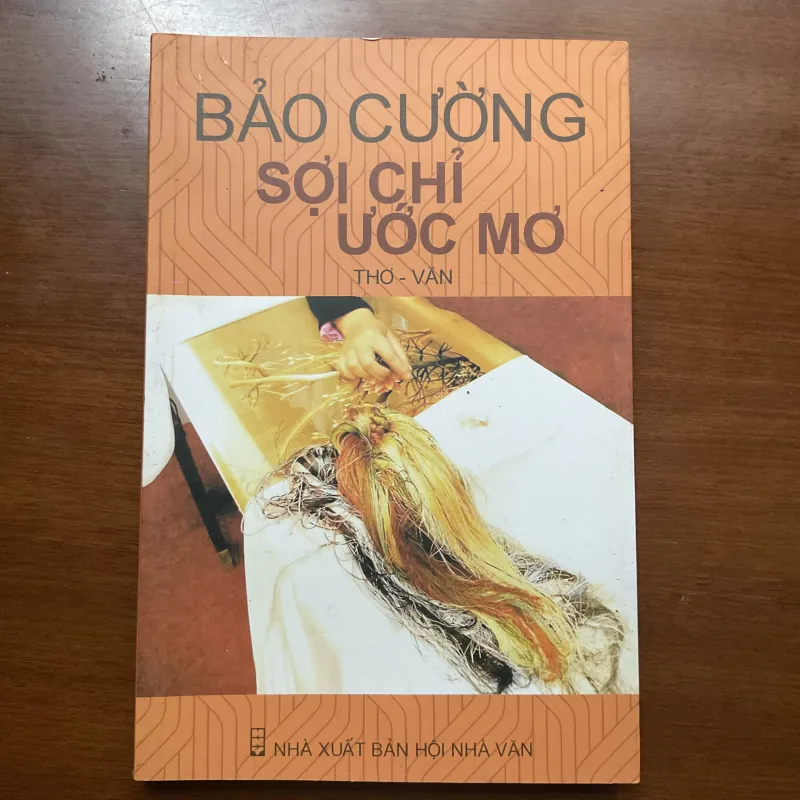 BẢO CƯỜNG
SỢI CHỈ
ƯỚC MƠ
THƠ - VĂN
NHÀ XUẤT BẢN HỘI NHÀ VĂN